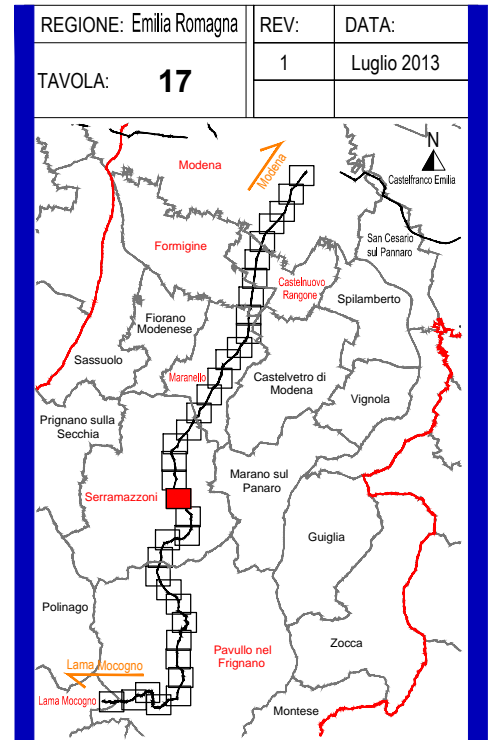 REGIONE: Emilia Romagna
REV:
DATA:
TAVOLA: 17
1
Luglio 2013
N
Modena
Modena
Castelfranco Emilia
Formigine
San Cesario
sul Pannaro
Castelnuovo
Rangone
Spilamberto
Fiorano
Modenese
Sassuolo
Maranello
Castelvetro di
Modena
Vignola
Prignano sulla
Secchia
Marano sul
Panaro
Serramazzoni
Guiglia
Polinago
Pavullo nel
Frignano
Zocca
Lama Mocogno
Lama Mocogno
Montese